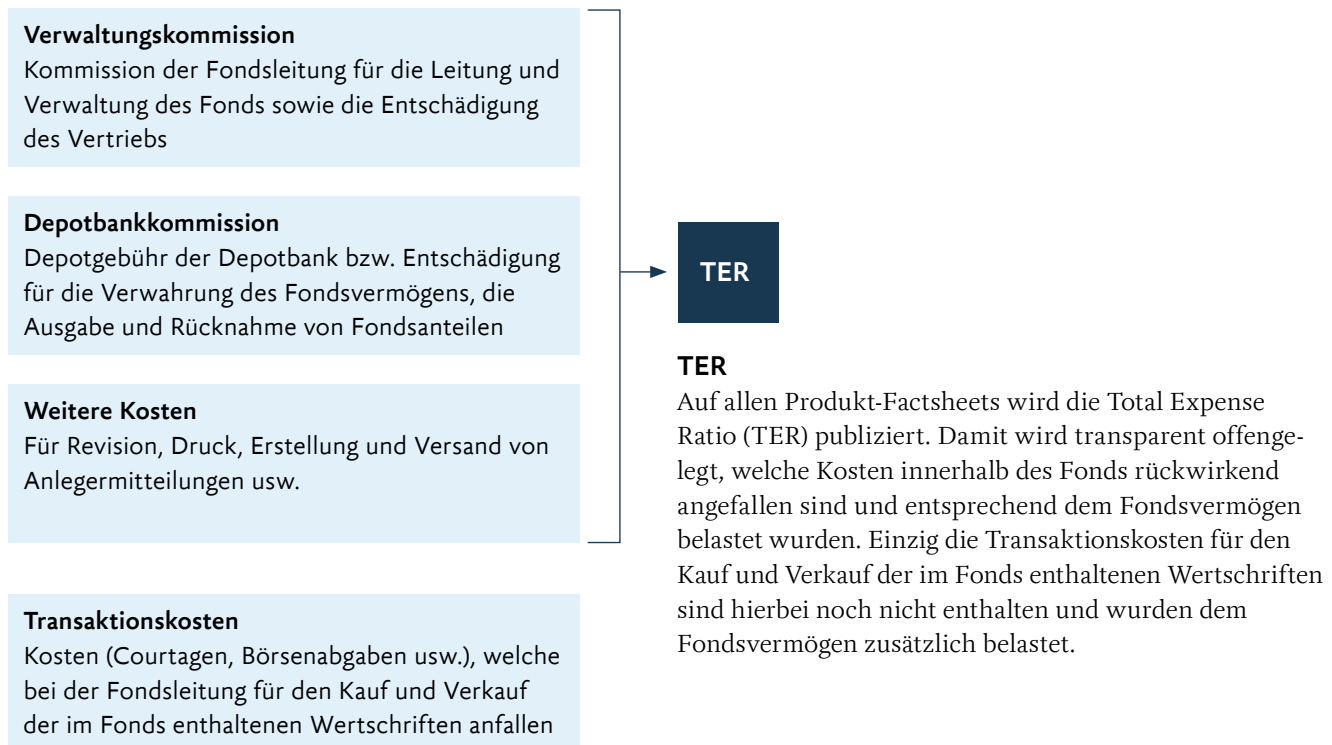 Verwaltungskommission
Kommission der Fondsleitung für die Leitung und
Verwaltung des Fonds sowie die Entschädigung
des Vertriebs
Depotbankkommission
Depotgebühr der Depotbank bzw. Entschädigung
für die Verwahrung des Fondsvermögens, die
Ausgabe und Rücknahme von Fondsanteilen
Weitere Kosten
Für Revision, Druck, Erstellung und Versand von
Anlegermitteilungen usw.
Transaktionskosten
Kosten (Courtagen, Börsenabgaben usw.), welche
bei der Fondsleitung für den Kauf und Verkauf
der im Fonds enthaltenen Wertschriften anfallen
TER
TER
Auf allen Produkt-Factsheets wird die Total Expense
Ratio (TER) publiziert. Damit wird transparent offenge-
legt, welche Kosten innerhalb des Fonds rückwirkend
angefallen sind und entsprechend dem Fondsvermögen
belastet wurden. Einzig die Transaktionskosten für den
Kauf und Verkauf der im Fonds enthaltenen Wertschriften
sind hierbei noch nicht enthalten und wurden dem
Fondsvermögen zusätzlich belastet.